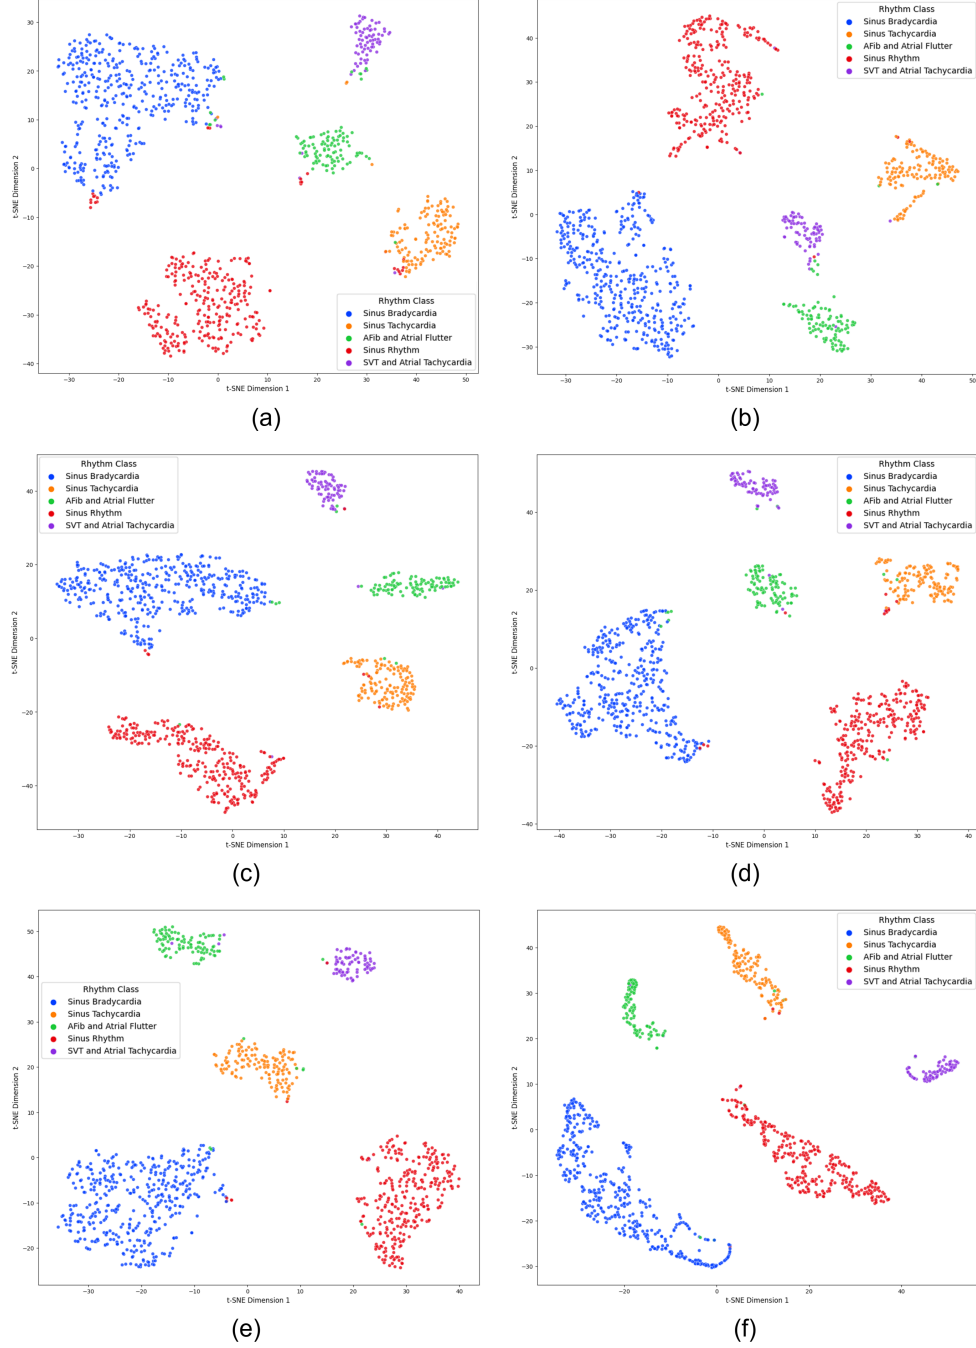 30
20
10
0
−10
−20
−30
−40
t-SNE Dimension 2
Rhythm Class
Sinus Bradycardia
Sinus Tachycardia
AFib and Atrial Flutter
Sinus Rhythm
SVT and Atrial Tachycardia
−30 −20 −10 0 10 20 30 40 50
t-SNE Dimension 1
(a)
Rhythm Class
Sinus Bradycardia
Sinus Tachycardia
AFib and Atrial Flutter
Sinus Rhythm
SVT and Atrial Tachycardia
40
30
20
10
0
−10
−20
−30
t-SNE Dimension 2
−30 −20 −10 0 10 20 30 40 50
t-SNE Dimension 1
(b)
Rhythm Class
Sinus Bradycardia
Sinus Tachycardia
AFib and Atrial Flutter
Sinus Rhythm
SVT and Atrial Tachycardia
40
20
0
−20
−40
t-SNE Dimension 2
−30 −20 −10 0 10 20 30 40
t-SNE Dimension 1
(c)
Rhythm Class
Sinus Bradycardia
Sinus Tachycardia
AFib and Atrial Flutter
Sinus Rhythm
SVT and Atrial Tachycardia
40
20
0
−20
−40
t-SNE Dimension 2
−40 −30 −20 −10 0 10 20 30 40
t-SNE Dimension 1
(d)
50
40
30
20
10
0
−10
−20
t-SNE Dimension 2
Rhythm Class
Sinus Bradycardia
Sinus Tachycardia
AFib and Atrial Flutter
Sinus Rhythm
SVT and Atrial Tachycardia
−30 −20 −10 0 10 20 30 40
t-SNE Dimension 1
(e)
Rhythm Class
Sinus Bradycardia
Sinus Tachycardia
AFib and Atrial Flutter
Sinus Rhythm
SVT and Atrial Tachycardia
40
30
20
10
0
−10
−20
−30
t-SNE Dimension 2
−20 0 20 40
t-SNE Dimension 1
(f)